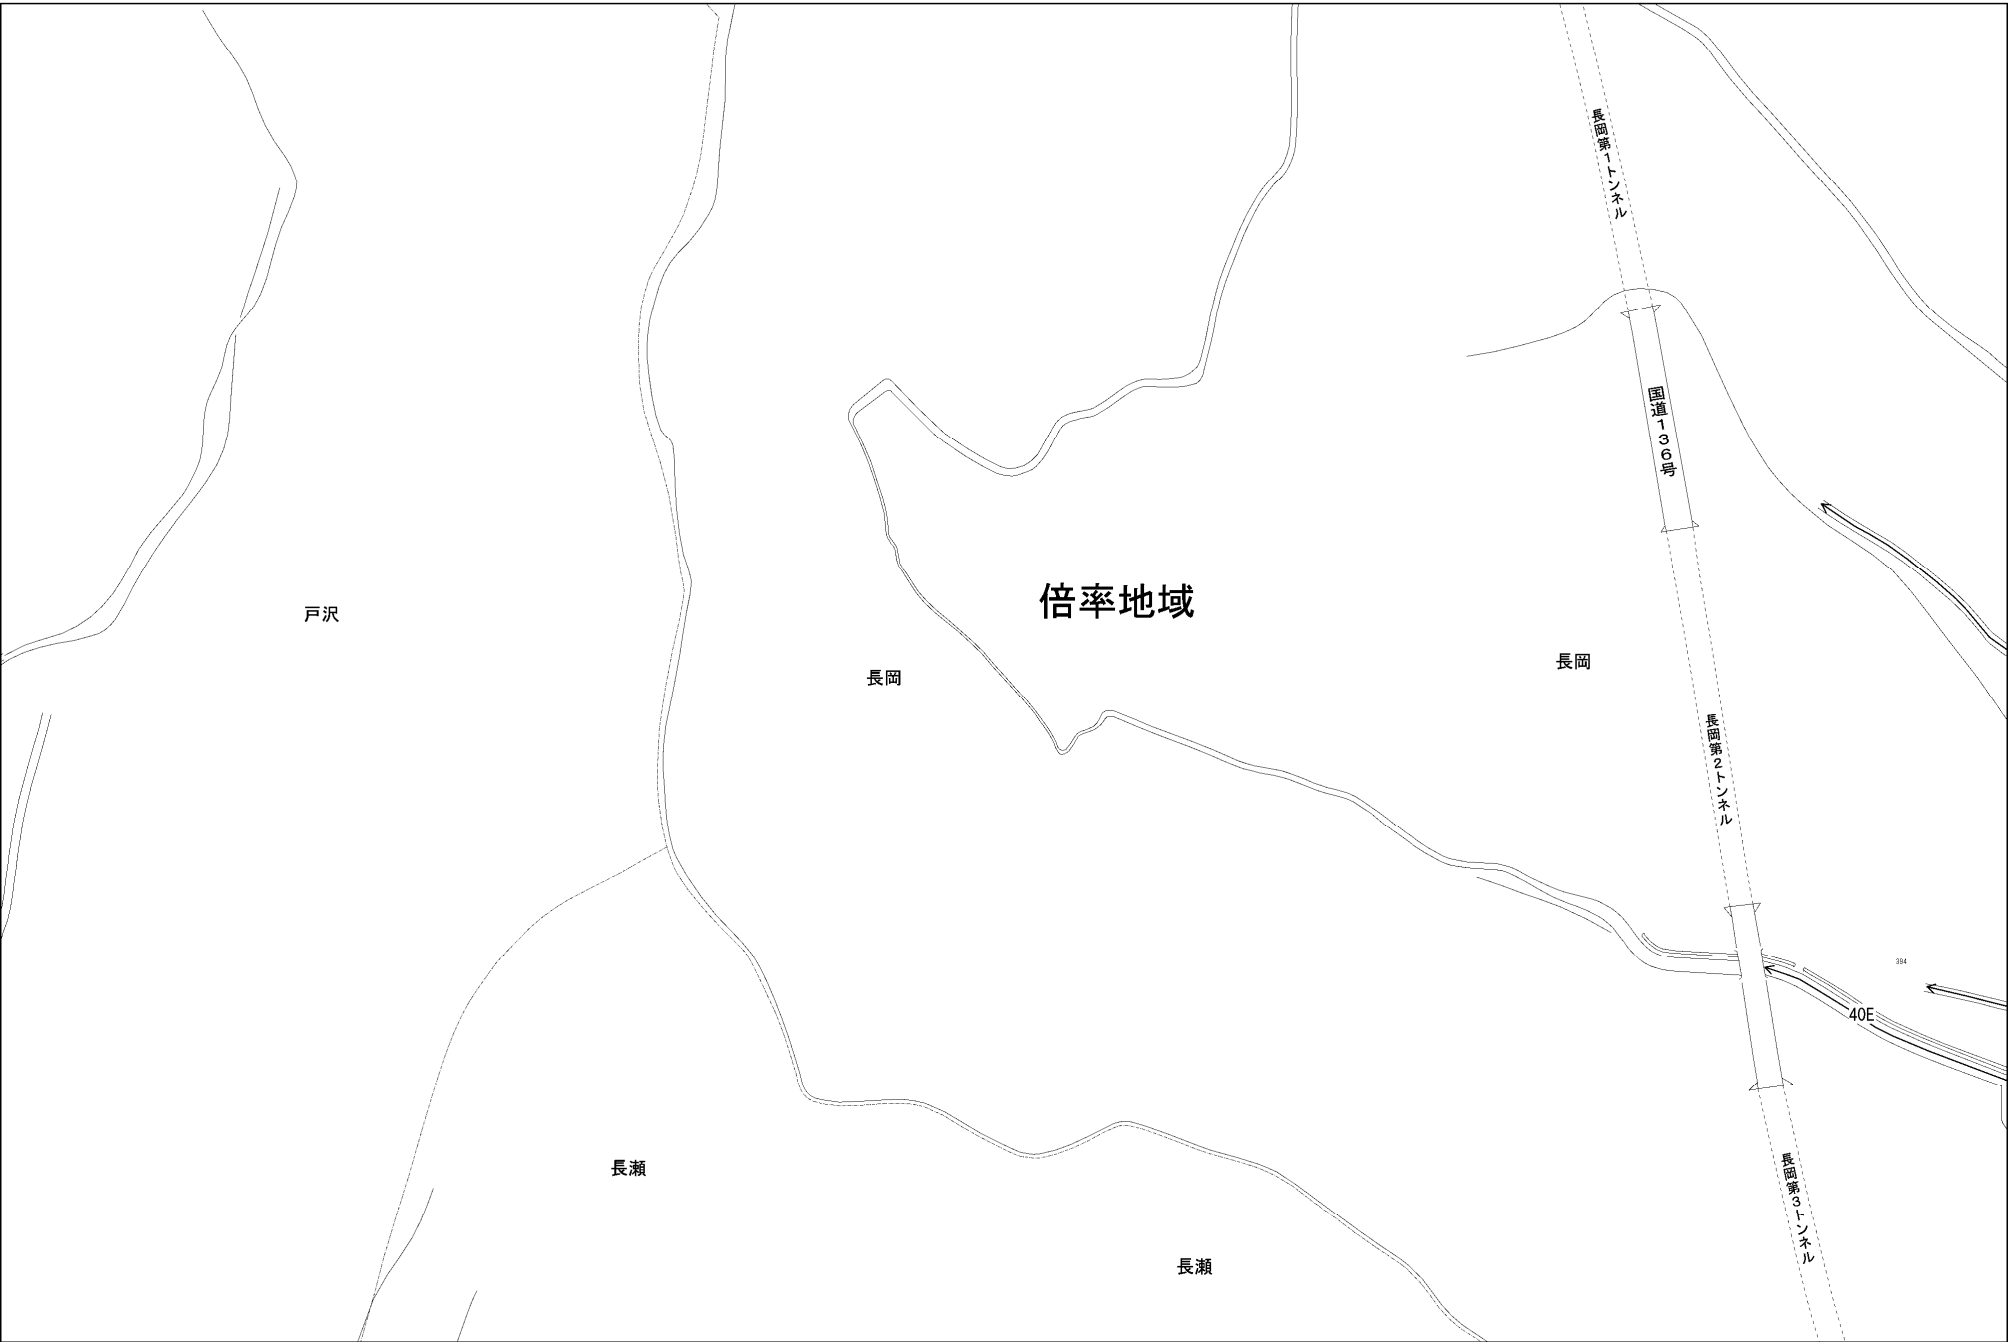 長岡第1トンネル
国道136号
戸沢
倍率地域
長岡
長岡
長岡第2トンネル
394
40E
長瀬
長岡第3トンネル
長瀬